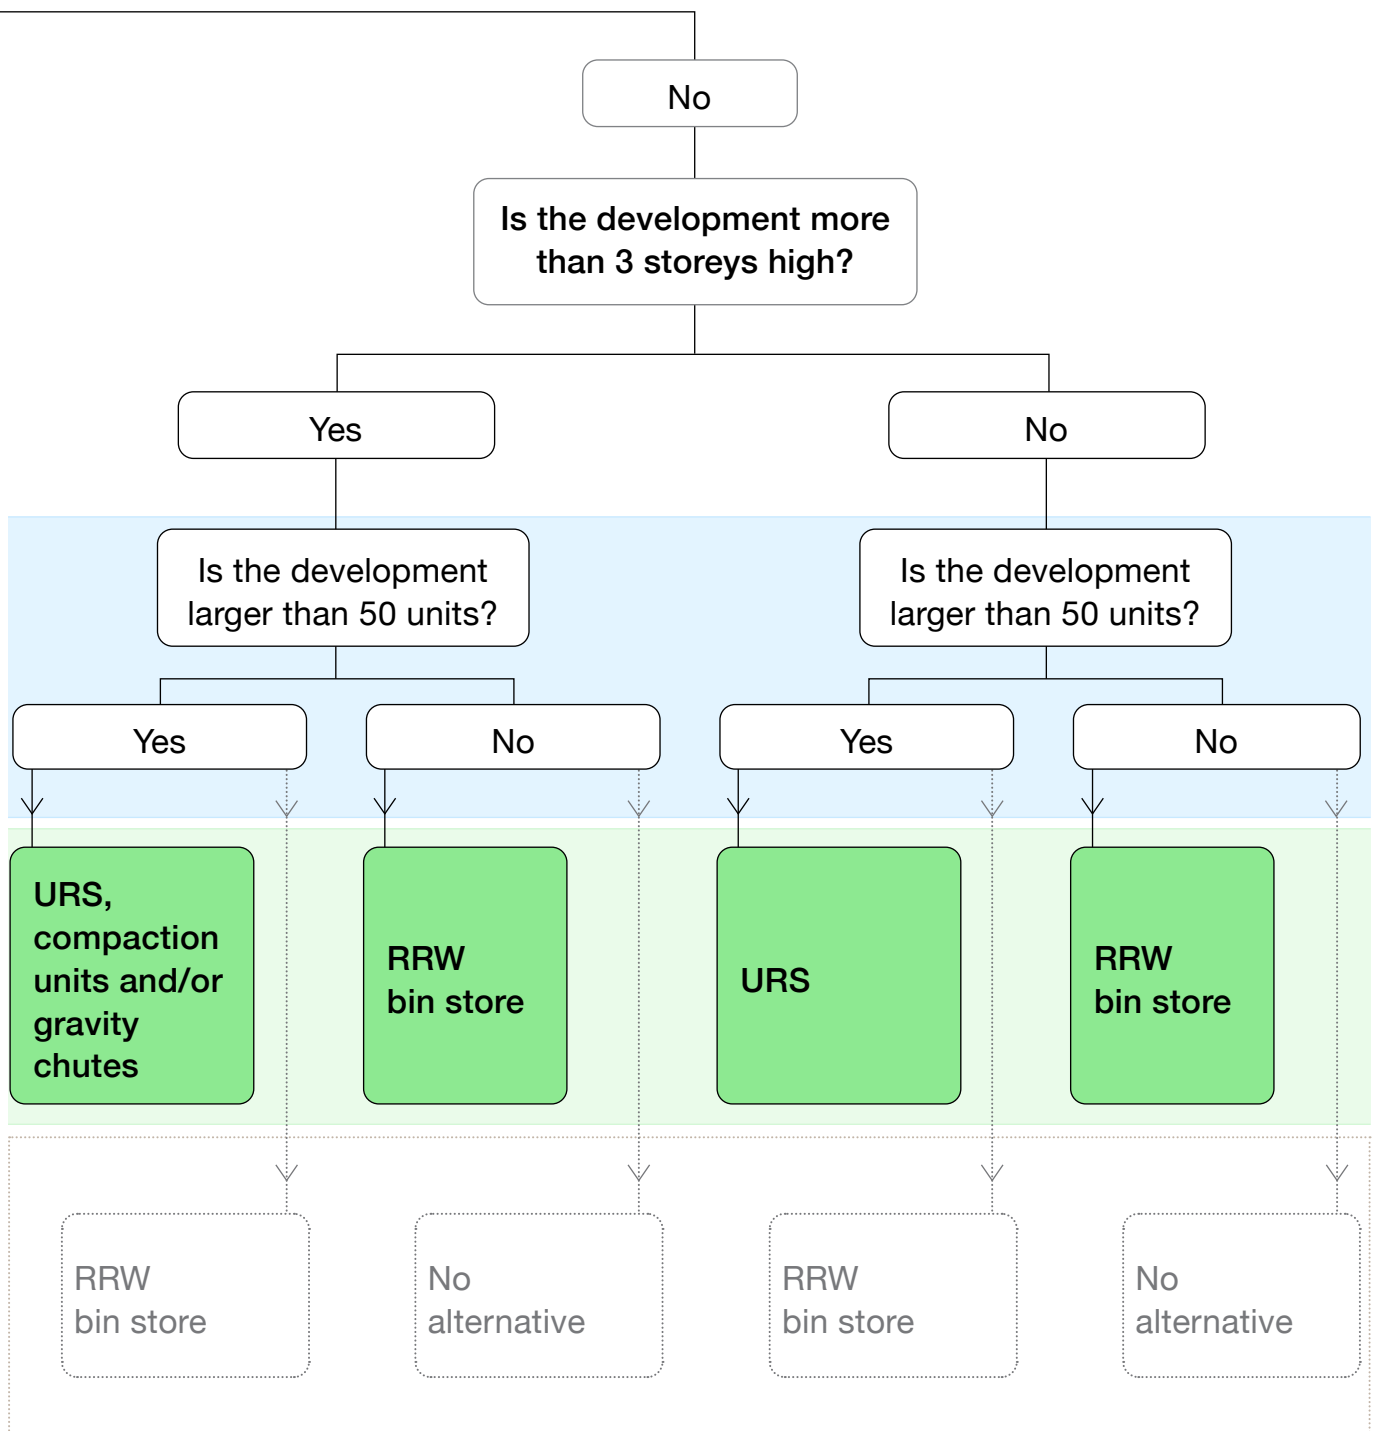 No
Is the development more
than 3 storeys high?
Yes
No
Is the development
larger than 50 units?
Is the development
larger than 50 units?
Yes
No
Yes
No
URS,
compaction
units and/or
gravity
chutes
RRW
bin store
URS
RRW
bin store
RRW
bin store
No
alternative
RRW
bin store
No
alternative